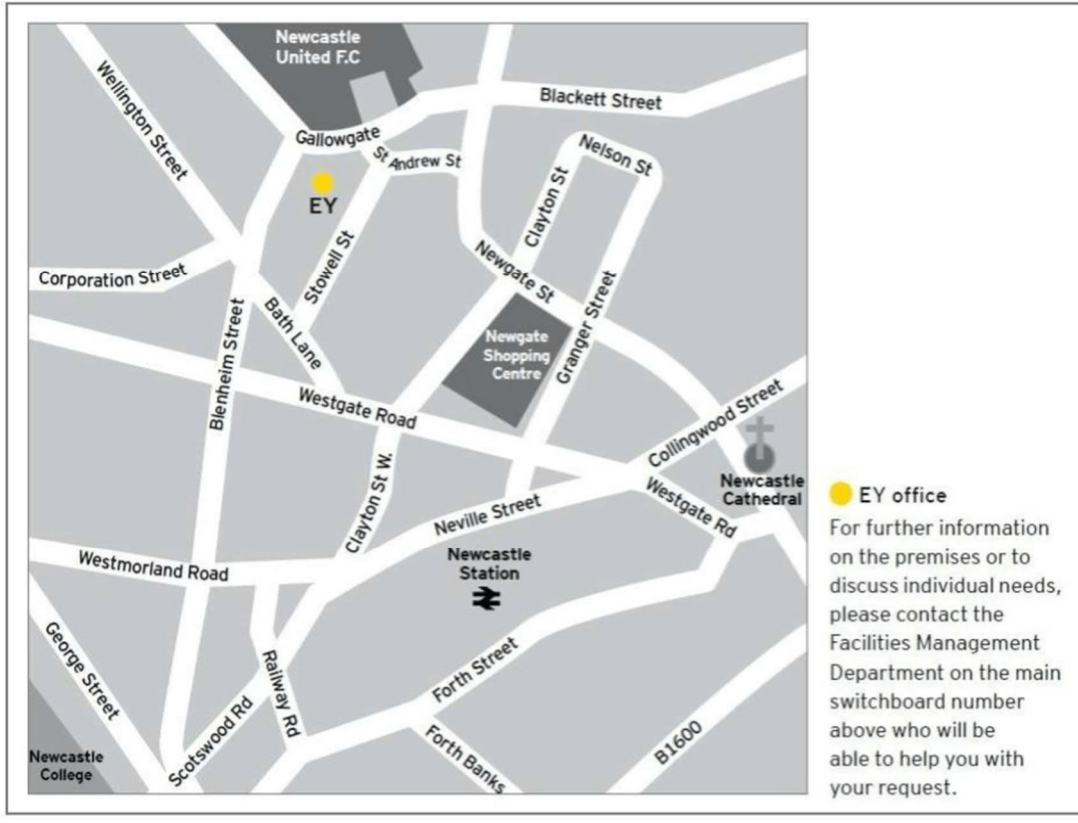 Newcastle
United F.C
Wellington Street
Blackett Street
Gallowgate
St Andrew St
Nelson St
EY
Clayton St
Stowell St
Newgate St
Corporation Street
Bath Lane
Granger Street
Blenheim Street
Newgate
Shopping
Centre
Westgate Road
Collingwood Street
Clayton St W.
Newcastle
Cathedral
Westgate Rd
Neville Street
Newcastle
Station
Westmorland Road
George Street
Railway Rd
Forth Street
Scotswood Rd
Forth Banks
B1600
Newcastle
College
EY office
For further information
on the premises or to
discuss individual needs,
please contact the
Facilities Management
Department on the main
switchboard number
above who will be
able to help you with
your request.